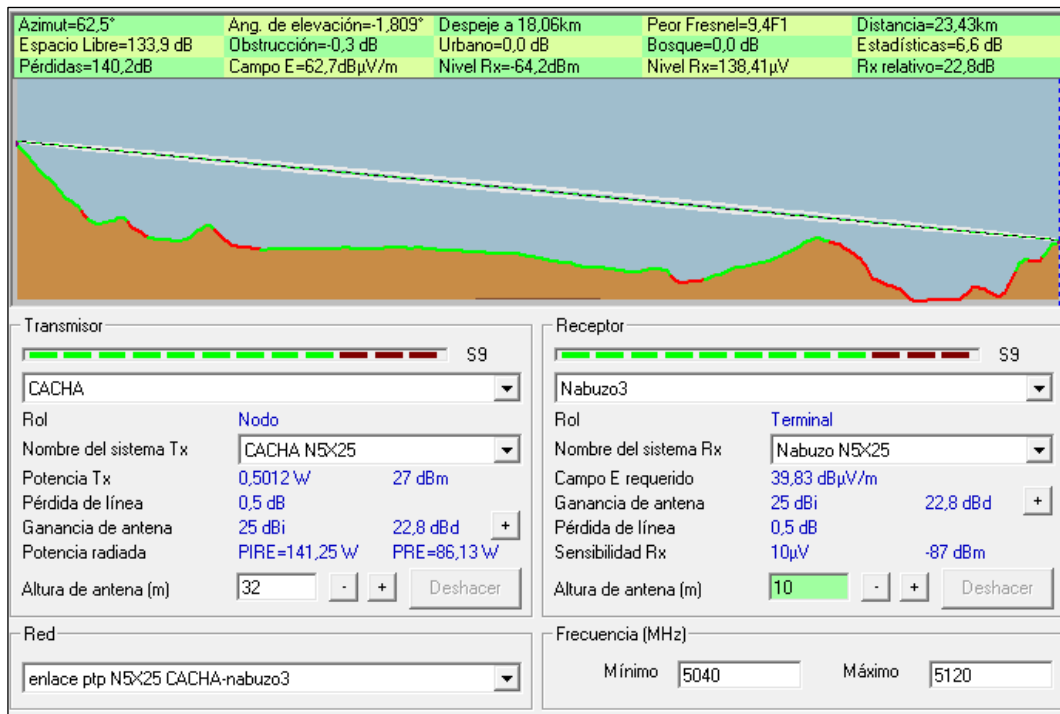 Azimut=62,5° Ang. de elevación=-1,809° Despeje a 18,06km Peor Fresnel=9,4F1 Distancia=23,43km
Espacio Libre=133,9 dB Obstrucción=-0,3 dB Urbano=0,0 dB Bosque=0,0 dB Estadísticas=6,6 dB
Pérdidas=140,2dB Campo E=62,7dBµV/m Nivel Rx=-64,2dBm Nivel Rx=138,41µV Rx relativo=22,8dB
Transmisor
S9
CACHA
Rol Nodo
Nombre del sistema Tx CACHA N5X25
Potencia Tx 0,5012 W 27 dBm
Pérdida de línea 0,5 dB
Ganancia de antena 25 dBi 22,8 dBd +
Potencia radiada PIRE=141,25 W PRE=86,13 W
Altura de antena (m) 32 - + Deshacer
Red
enlace ptp N5X25 CACHA-nabuzo3
Receptor
S9
Nabuzo3
Rol Terminal
Nombre del sistema Rx Nabuzo N5X25
Campo E requerido 39,83 dBµV/m
Ganancia de antena 25 dBi 22,8 dBd +
Pérdida de línea 0,5 dB
Sensibilidad Rx 10µV -87 dBm
Altura de antena (m) 10 - + Deshacer
Frecuencia (MHz)
Mínimo 5040 Máximo 5120